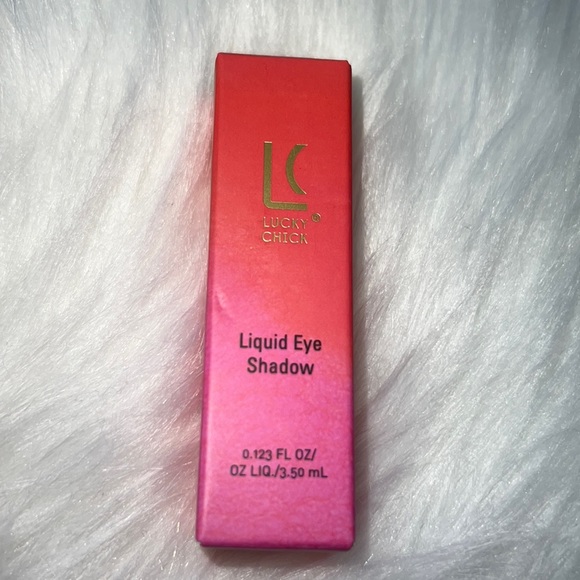 LC
LUCKY®
CHICK
Liquid Eye
Shadow
0.123 FL OZ/
OZ LIQ./3.50 mL